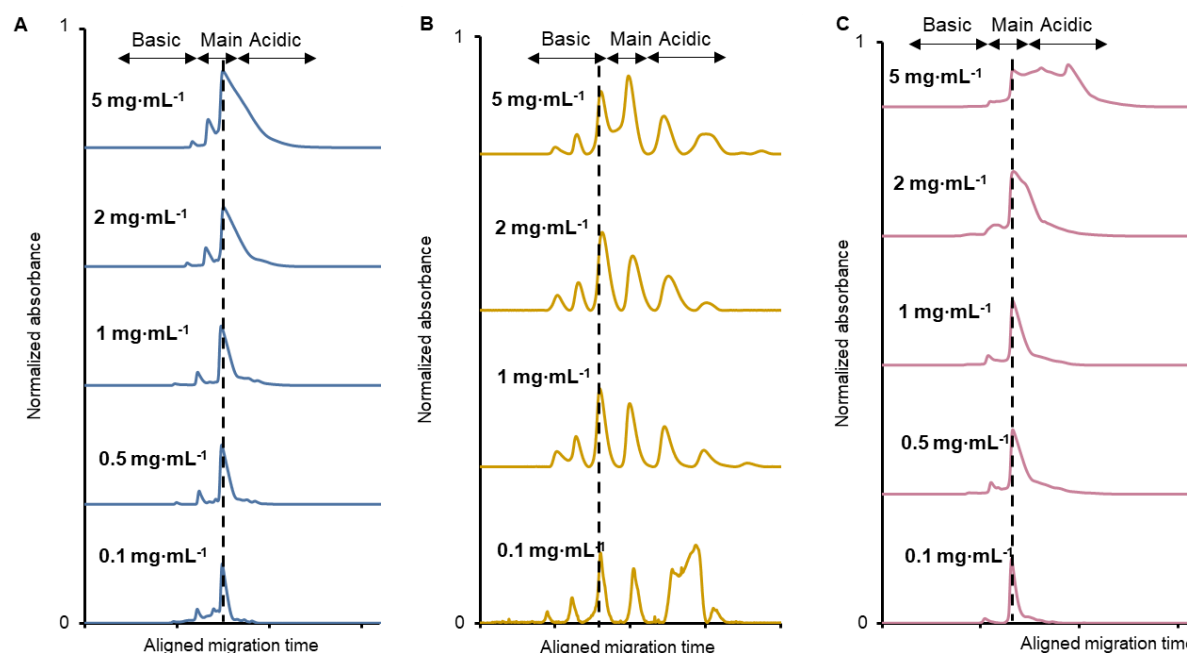 A
1
Basic Main Acidic
5 mg·mL-1
2 mg·mL-1
1 mg·mL-1
0.5 mg·mL-1
0.1 mg·mL-1
0
Normalized absorbance
Aligned migration time
B
1
Basic Main Acidic
5 mg·mL-1
2 mg·mL-1
1 mg·mL-1
0.1 mg·mL-1
0
Normalized absorbance
Aligned migration time
C
1
Basic Main Acidic
5 mg·mL-1
2 mg·mL-1
1 mg·mL-1
0.5 mg·mL-1
0.1 mg·mL-1
0
Normalized absorbance
Aligned migration time